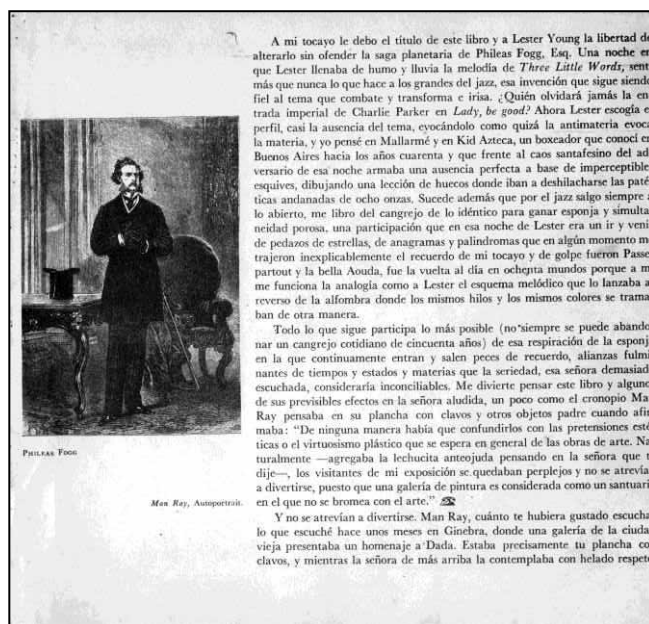 A mi tocayo le debo el título de este libro y a Lester Young la libertad de
alterarlo sin ofender la saga planetaria de Phileas Fogg, Esq. Una noche en
que Lester llenaba de humo y lluvia la melodía de Three Little Words, sent
más que nunca lo que hace a los grandes del jazz, esa invención que sigue siendo
fiel al tema que combate y transforma e irisa. ¿Quién olvidará jamás la en
trada imperial de Charlie Parker en Lady, be good? Ahora Lester escogía e
perfil, casi la ausencia del tema, evocándolo como quizá la antimateria evoca
la materia, y yo pensé en Mallarmé y en Kid Azteca, un boxeador que conocí en
Buenos Aires hacia los años cuarenta y que frente al caos santafesino del ad
versario de esa noche armaba una ausencia perfecta a base de imperceptible
esquives, dibujando una lección de huecos donde iban a deshilacharse las paté
ticas andanadas de ocho onzas. Sucede además que por el jazz salgo siempre a
lo abierto, me libro del cangrejo de lo idéntico para ganar esponja y simulta
neidad porosa, una participación que en esa noche de Lester era un ir y veni
de pedazos de estrellas, de anagramas y palindromas que en algún momento me
trajeron inexplicablemente el recuerdo de mi tocayo y de golpe fueron Passe
partout y la bella Aouda, fue la vuelta al día en ochenta mundos porque a m
me funciona la analogía como a Lester el esquema melódico que lo lanzaba a
reverso de la alfombra donde los mismos hilos y los mismos colores se trama
ban de otra manera.
Todo lo que sigue participa lo más posible (no siempre se puede abando
nar un cangrejo cotidiano de cincuenta años) de esa respiración de la esponj
en la que continuamente entran y salen peces de recuerdo, alianzas fulmi
nantes de tiempos y estados y materias que la seriedad, esa señora demasiad
escuchada, consideraría inconciliables. Me divierte pensar este libro y alguno
de sus previsibles efectos en la señora aludida, un poco como el cronopio Ma
Ray pensaba en su plancha con clavos y otros objetos padre cuando afir
maba: “De ninguna manera había que confundirlos con las pretensiones esté
ticas o el virtuosismo plástico que se espera en general de las obras de arte. Na
turalmente —agregaba la lechucita anteojuda pensando en la señora que t
dije—, los visitantes de mi exposición se quedaban perplejos y no se atrevía
a divertirse, puesto que una galería de pintura es considerada como un santuari
en el que no se bromea con el arte.”
Y no se atrevían a divertirse. Man Ray, cuánto te hubiera gustado escucha
lo que escuché hace unos meses en Ginebra, donde una galería de la ciuda
vieja presentaba un homenaje a Dada. Estaba precisamente tu plancha co
clavos, y mientras la señora de más arriba la contemplaba con helado respet
PHILEAS FOGG
Man Ray, Autoportrait.